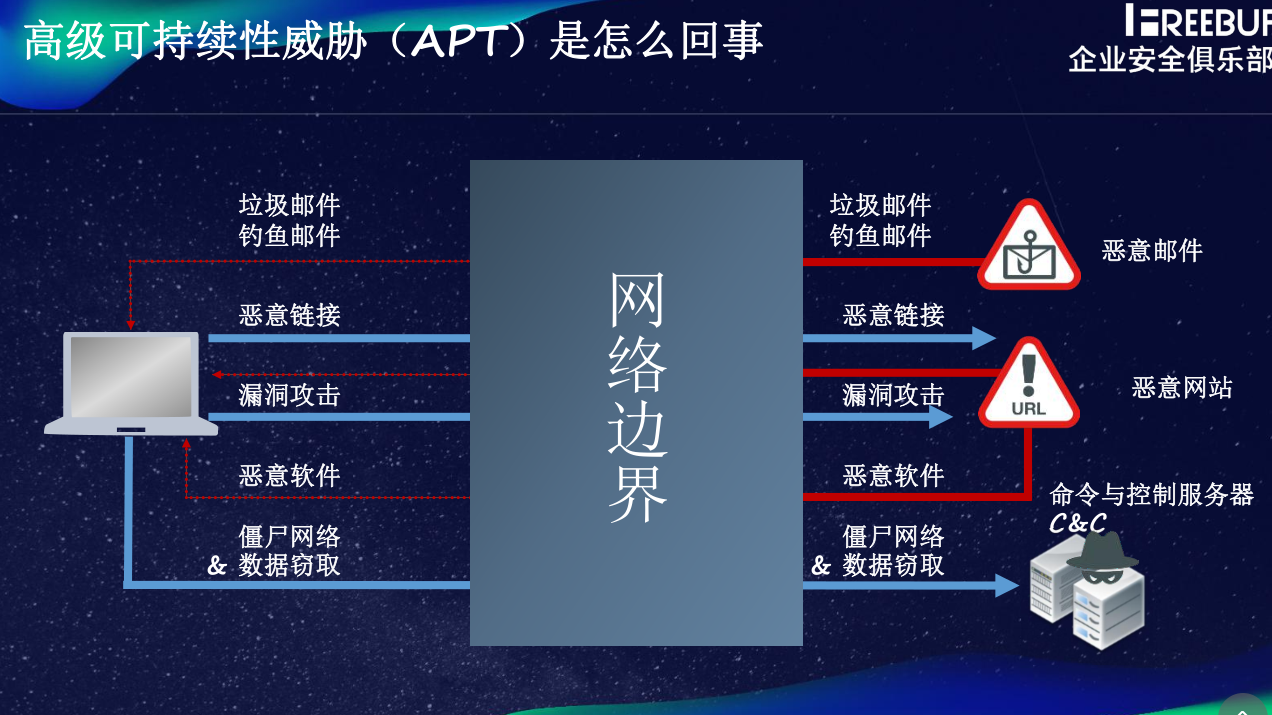 高级可持续性威胁（APT）是怎么回事
FREEBUF
企业安全俱乐部
垃圾邮件
钓鱼邮件
恶意链接
漏洞攻击
恶意软件
僵尸网络
& 数据窃取
网络边界
垃圾邮件
钓鱼邮件
恶意链接
漏洞攻击
恶意软件
僵尸网络
& 数据窃取
恶意邮件
URL
恶意网站
命令与控制服务器
C&C